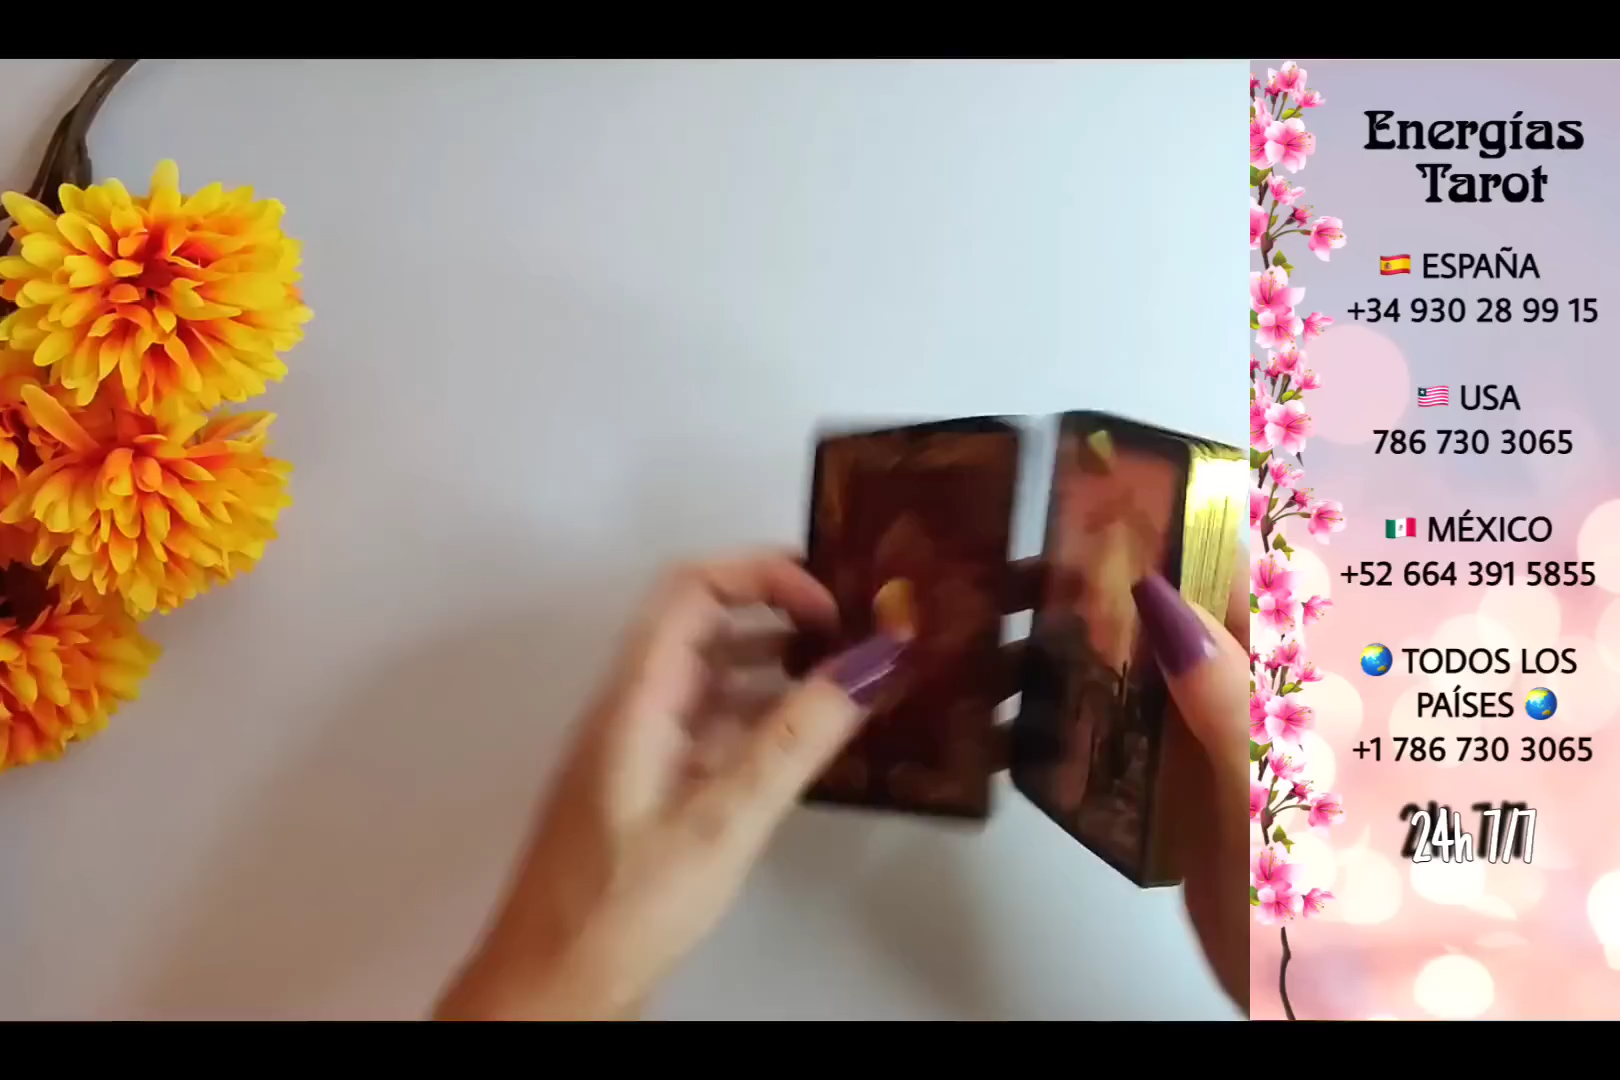 Energías
Tarot
🇪🇸 ESPAÑA
+34 930 28 99 15
🇱🇷 USA
786 730 3065
🇲🇽 MÉXICO
+52 664 391 5855
🌏 TODOS LOS
PAÍSES 🌏
+1 786 730 3065
24h 7/7